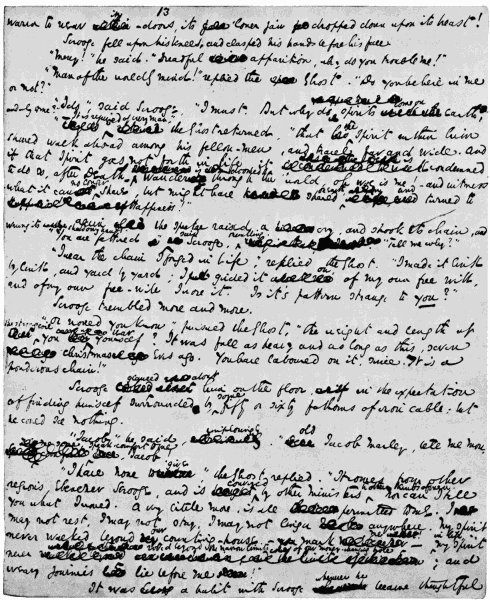 13
warm to wear in-doors, its lower jaw dropped down upon its breast!
Scrooge fell upon his knees, and clasped his hands before his face.
"Mercy!" he said. "Dreadful apparition, why do you trouble me!"
"Man of the worldly mind!" replied the Ghost. "Do you believe in me
or not?"
"I do," said Scrooge. "I must. But why do spirits walk the earth,
and why
"It is required of every man," the Ghost returned, "that the spirit within him
should walk abroad among his fellow-men, and travel far and wide. And
if that Spirit goes not forth in life, it is condemned
to do so after death. It is doomed to wander through the world, oh woe is me, and witness
what it cannot share, but might have shared on earth and turned to
happiness!"
Again the spectre raised a cry, and shook its chain, and
wrung its shadowy hands.
"You are fettered," said Scrooge, trembling. "Tell me why?"
"I wear the chain I forged in life," replied the Ghost. "I made it link
by link, and yard by yard. I girded it on of my own free will,
and of my own free-will I wore it. Is its pattern strange to you?"
Scrooge trembled more and more.
"Or would you know," pursued the Ghost, "the weight and length of
the strong coil you bear yourself? It was full as heavy and as long as this, seven
Christmas Eves ago. You have laboured on it, since. It is a
ponderous chain!"
Scrooge glanced about him on the floor, in the expectation
of finding himself surrounded by some fifty or sixty fathoms of iron cable: but
he could see nothing.
"Jacob," he said, imploringly. "old Jacob Marley, tell me more.
Speak comfort to me, Jacob."
"I have none to give," the Ghost replied. "It comes from other
regions, Ebenezer Scrooge, and is conveyed by other ministers, to other kinds of men. Nor can I tell
you what I would. A very little more, is all permitted to me. I
may not rest, I may not stay, I may not linger anywhere. My spirit
never walked beyond our counting-house—mark me!—in life my spirit
never roved beyond the narrow limits of our money-changing hole; and
weary journies lie before me!"
It was a habit with Scrooge, whenever he became thoughtful